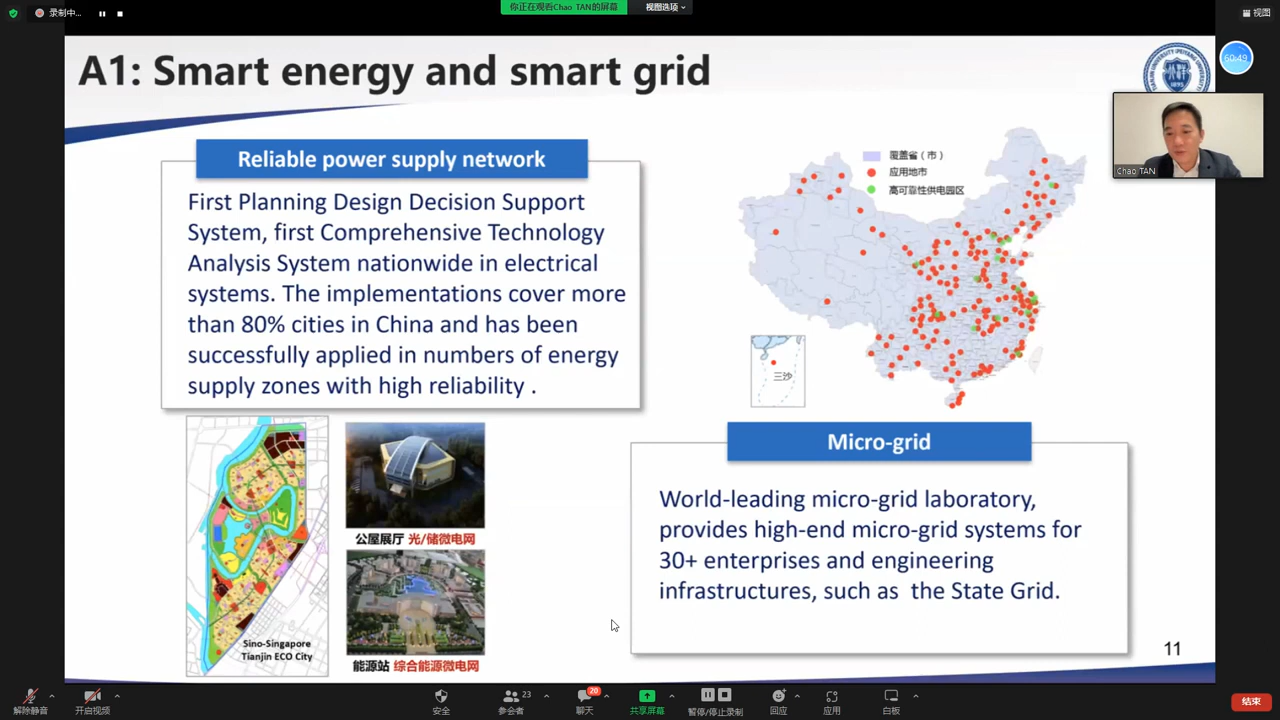 录制中...
你正在观看Chao TAN的屏幕
视图选项
视图
A1: Smart energy and smart grid
1895
60:49
Chao TAN
Reliable power supply network
First Planning Design Decision Support
System, first Comprehensive Technology
Analysis System nationwide in electrical
systems. The implementations cover more
than 80% cities in China and has been
successfully applied in numbers of energy
supply zones with high reliability .
覆盖省（市）
应用地市
高可靠性供电园区
三沙
Micro-grid
World-leading micro-grid laboratory,
provides high-end micro-grid systems for
30+ enterprises and engineering
infrastructures, such as the State Grid.
公屋展厅 光/储微电网
能源站 综合能源微电网
Sino-Singapore
Tianjin ECO City
11
解除静音
开启视频
安全
参会者
23
聊天
20
共享屏幕
暂停/停止录制
回应
应用
白板
结束